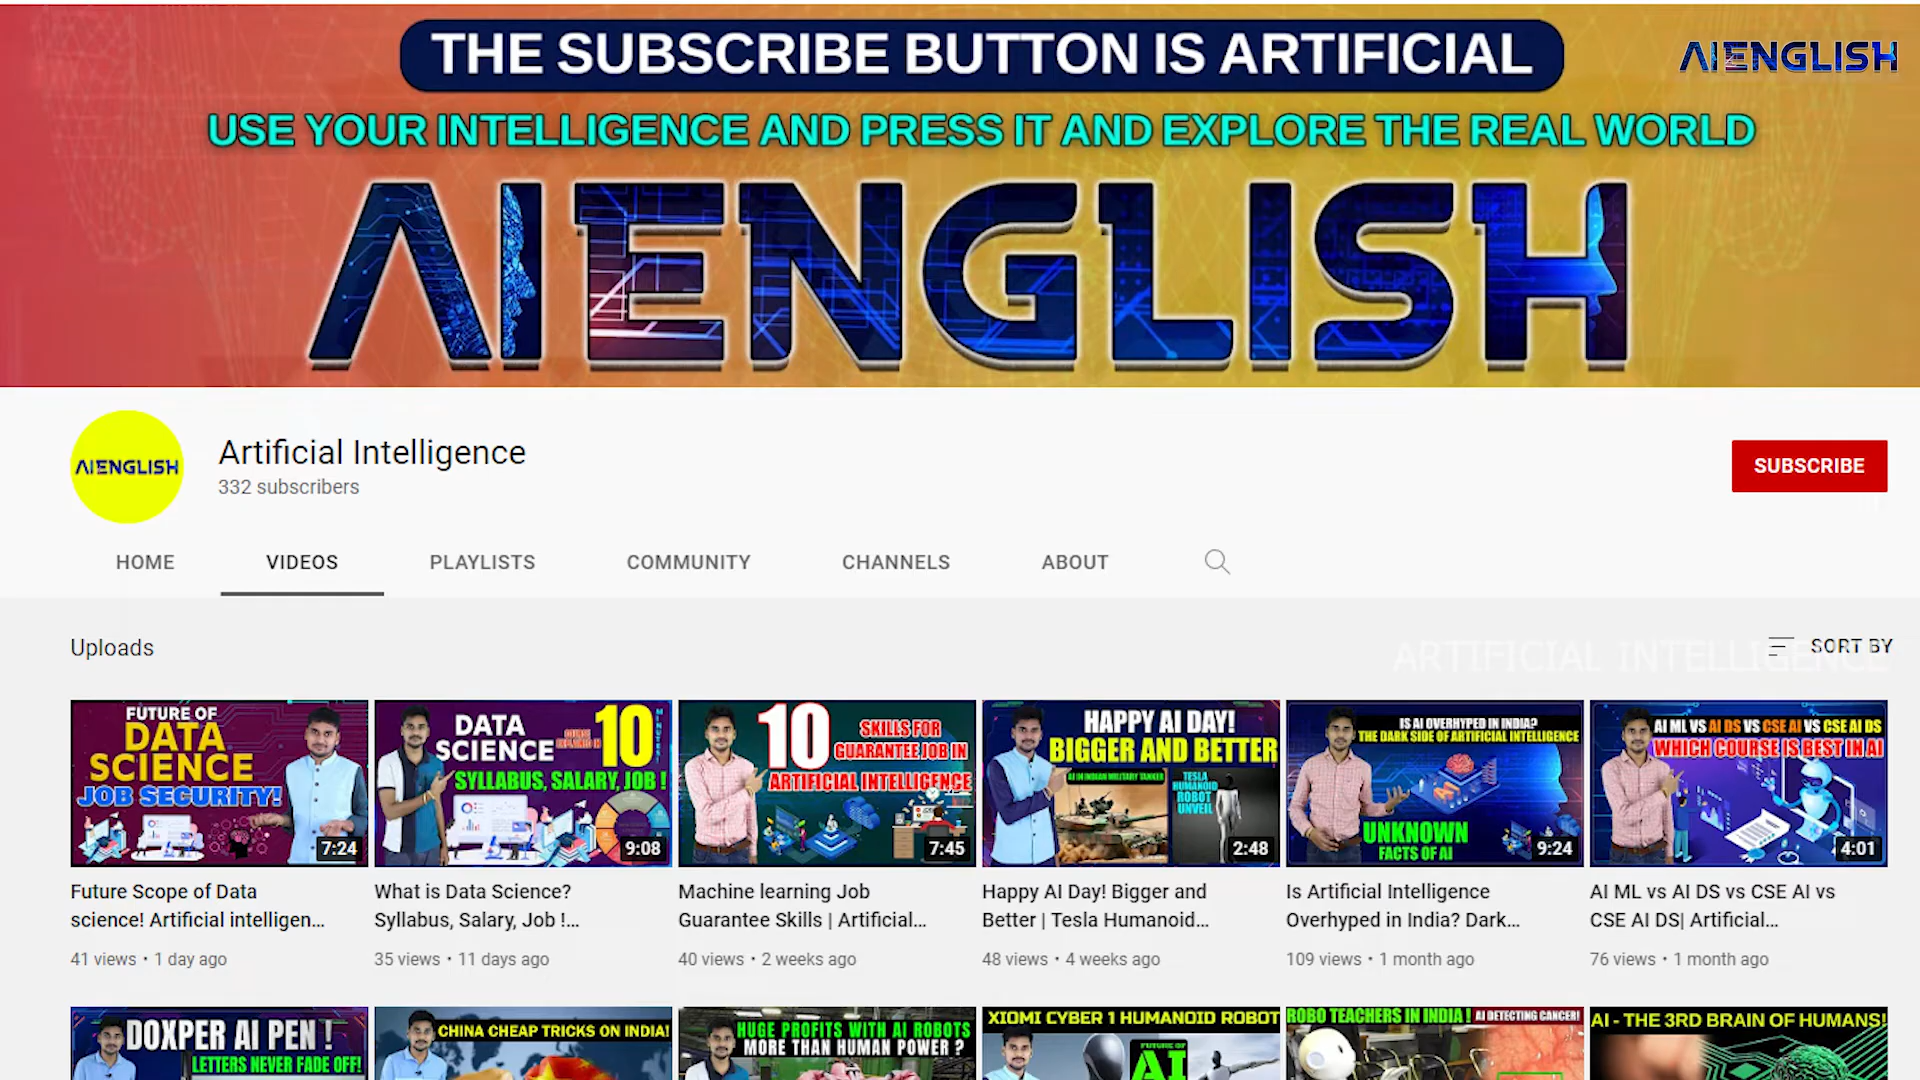 THE SUBSCRIBE BUTTON IS ARTIFICIAL
AIENGLISH
USE YOUR INTELLIGENCE AND PRESS IT AND EXPLORE THE REAL WORLD
AIENGLISH
AIENGLISH
Artificial Intelligence
332 subscribers
SUBSCRIBE
HOME
VIDEOS
PLAYLISTS
COMMUNITY
CHANNELS
ABOUT
Uploads
ARTIFICIAL INTELLIGENCE
SORT BY
FUTURE OF
DATA
SCIENCE
JOB SECURITY!
7:24
DATA
SCIENCE
COURSE
EXPLAINED IN
10
MINUTES
SYLLABUS, SALARY, JOB !
9:08
10
SKILLS FOR
GUARANTEE JOB IN
ARTIFICIAL INTELLIGENCE
7:45
HAPPY AI DAY!
BIGGER AND BETTER
AI IN INDIAN MILITARY TANKER
TESLA
HUMANOID
ROBOT
UNVEIL
2:48
IS AI OVERHYPED IN INDIA?
THE DARK SIDE OF ARTIFICIAL INTELLIGENCE
AI
UNKNOWN
FACTS OF AI
9:24
AI ML VS AI DS VS CSE AI VS CSE AI DS
WHICH COURSE IS BEST IN AI
4:01
Future Scope of Data
science! Artificial intelligen...
41 views • 1 day ago
What is Data Science?
Syllabus, Salary, Job !...
35 views • 11 days ago
Machine learning Job
Guarantee Skills | Artificial...
40 views • 2 weeks ago
Happy AI Day! Bigger and
Better | Tesla Humanoid...
48 views • 4 weeks ago
Is Artificial Intelligence
Overhyped in India? Dark...
109 views • 1 month ago
AI ML vs AI DS vs CSE AI vs
CSE AI DS| Artificial...
76 views • 1 month ago
DOXPER AI PEN !
LETTERS NEVER FADE OFF!
CHINA CHEAP TRICKS ON INDIA!
HUGE PROFITS WITH AI ROBOTS
MORE THAN HUMAN POWER ?
XIOMI CYBER 1 HUMANOID ROBOT
FUTURE OF
AI
ROBO TEACHERS IN INDIA !
AI DETECTING CANCER!
AI - THE 3RD BRAIN OF HUMANS!